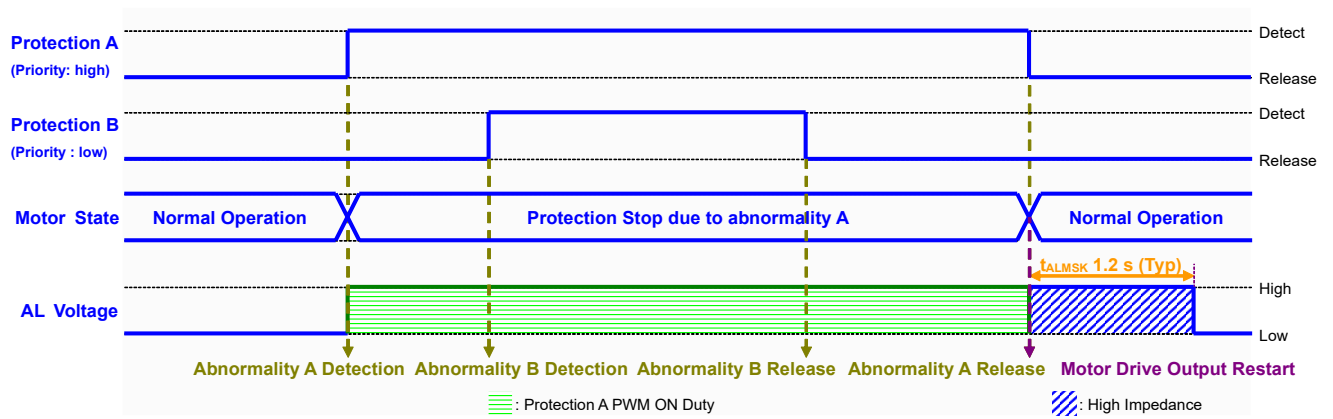 Protection A
(Priority: high)
Detect
Release
Protection B
(Priority : low)
Detect
Release
Motor State
Normal Operation
Protection Stop due to abnormality A
Normal Operation
tALMSK 1.2 s (Typ)
AL Voltage
High
Low
Abnormality A Detection
Abnormality B Detection
Abnormality B Release
Abnormality A Release
Motor Drive Output Restart
: Protection A PWM ON Duty
: High Impedance